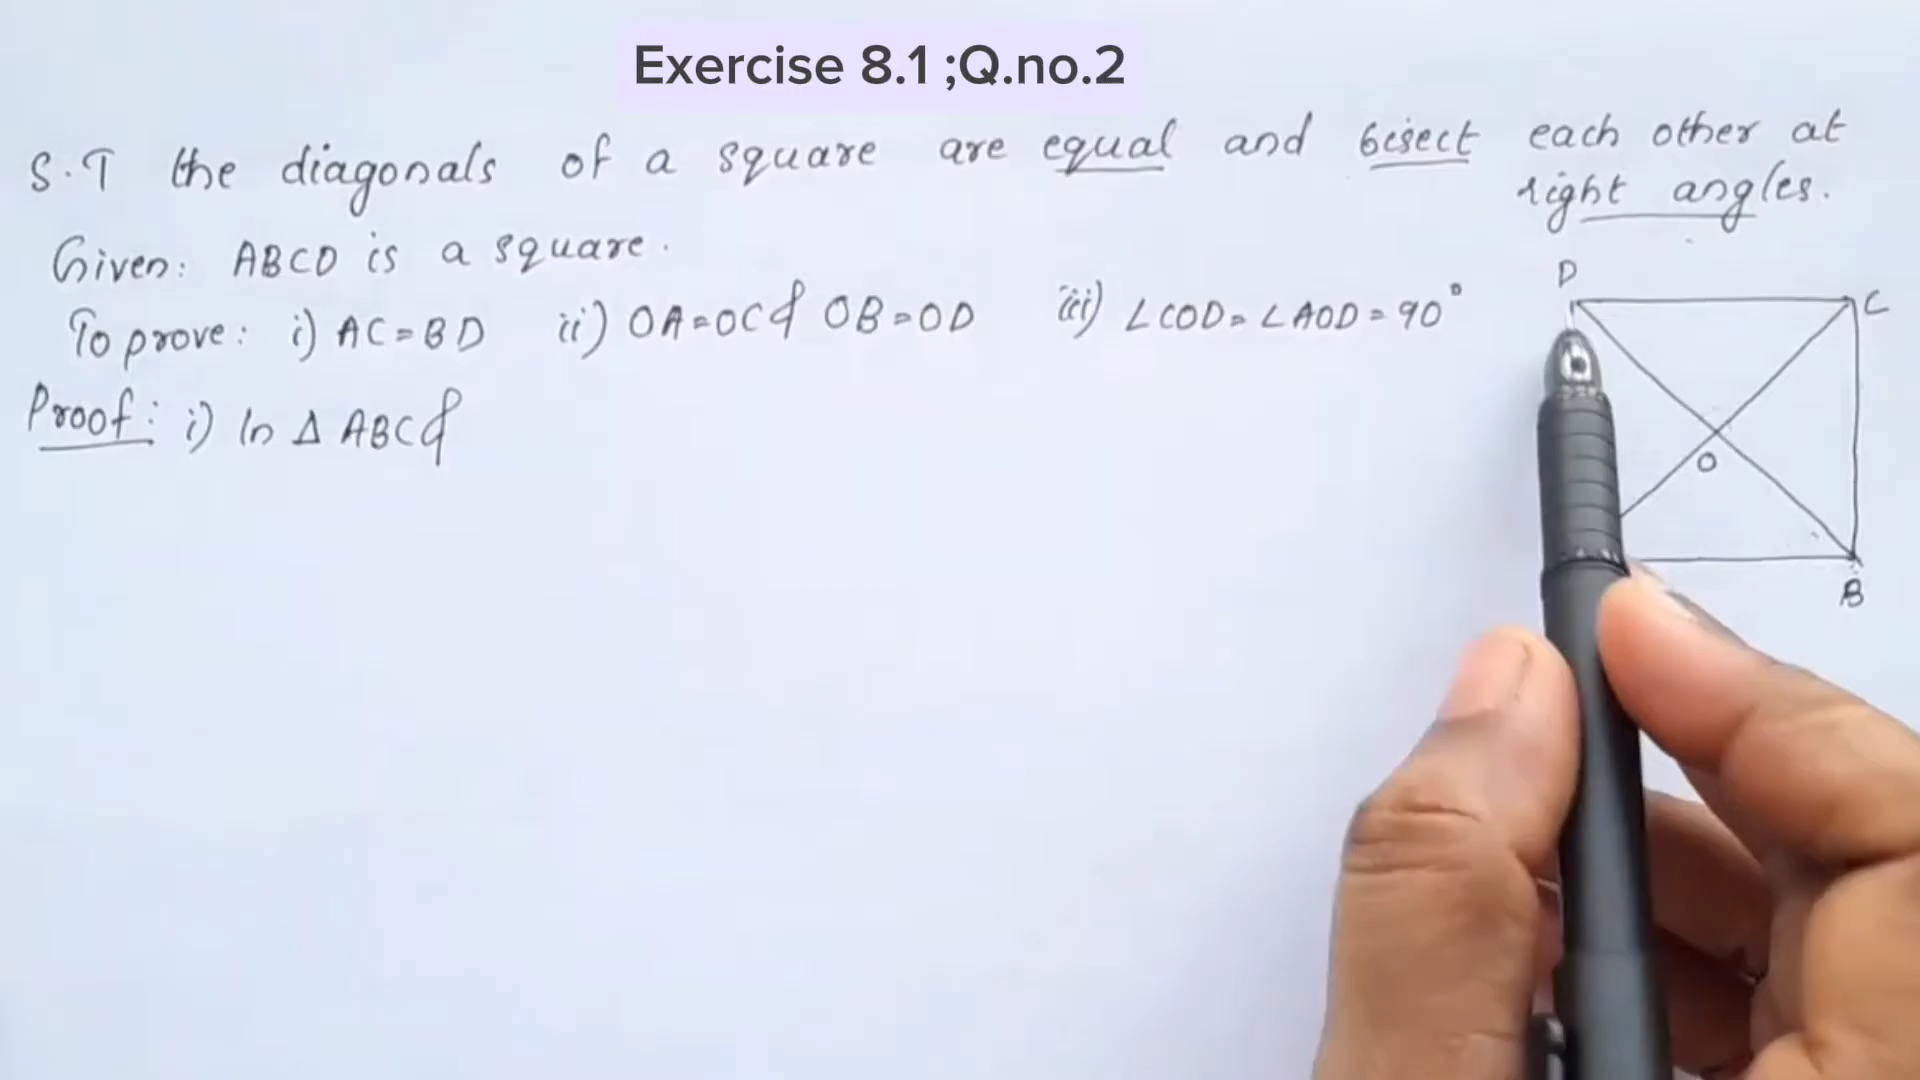 Exercise 8.1 ;Q.no.2
S.T the diagonals of a square are equal and bisect each other at
right angles.
Given: ABCD is a square.
To prove: i) AC=BD ii) OA=OC & OB=OD iii) ∠COD=∠AOD=90°
Proof: i) In Δ ABC &
D
C
O
B